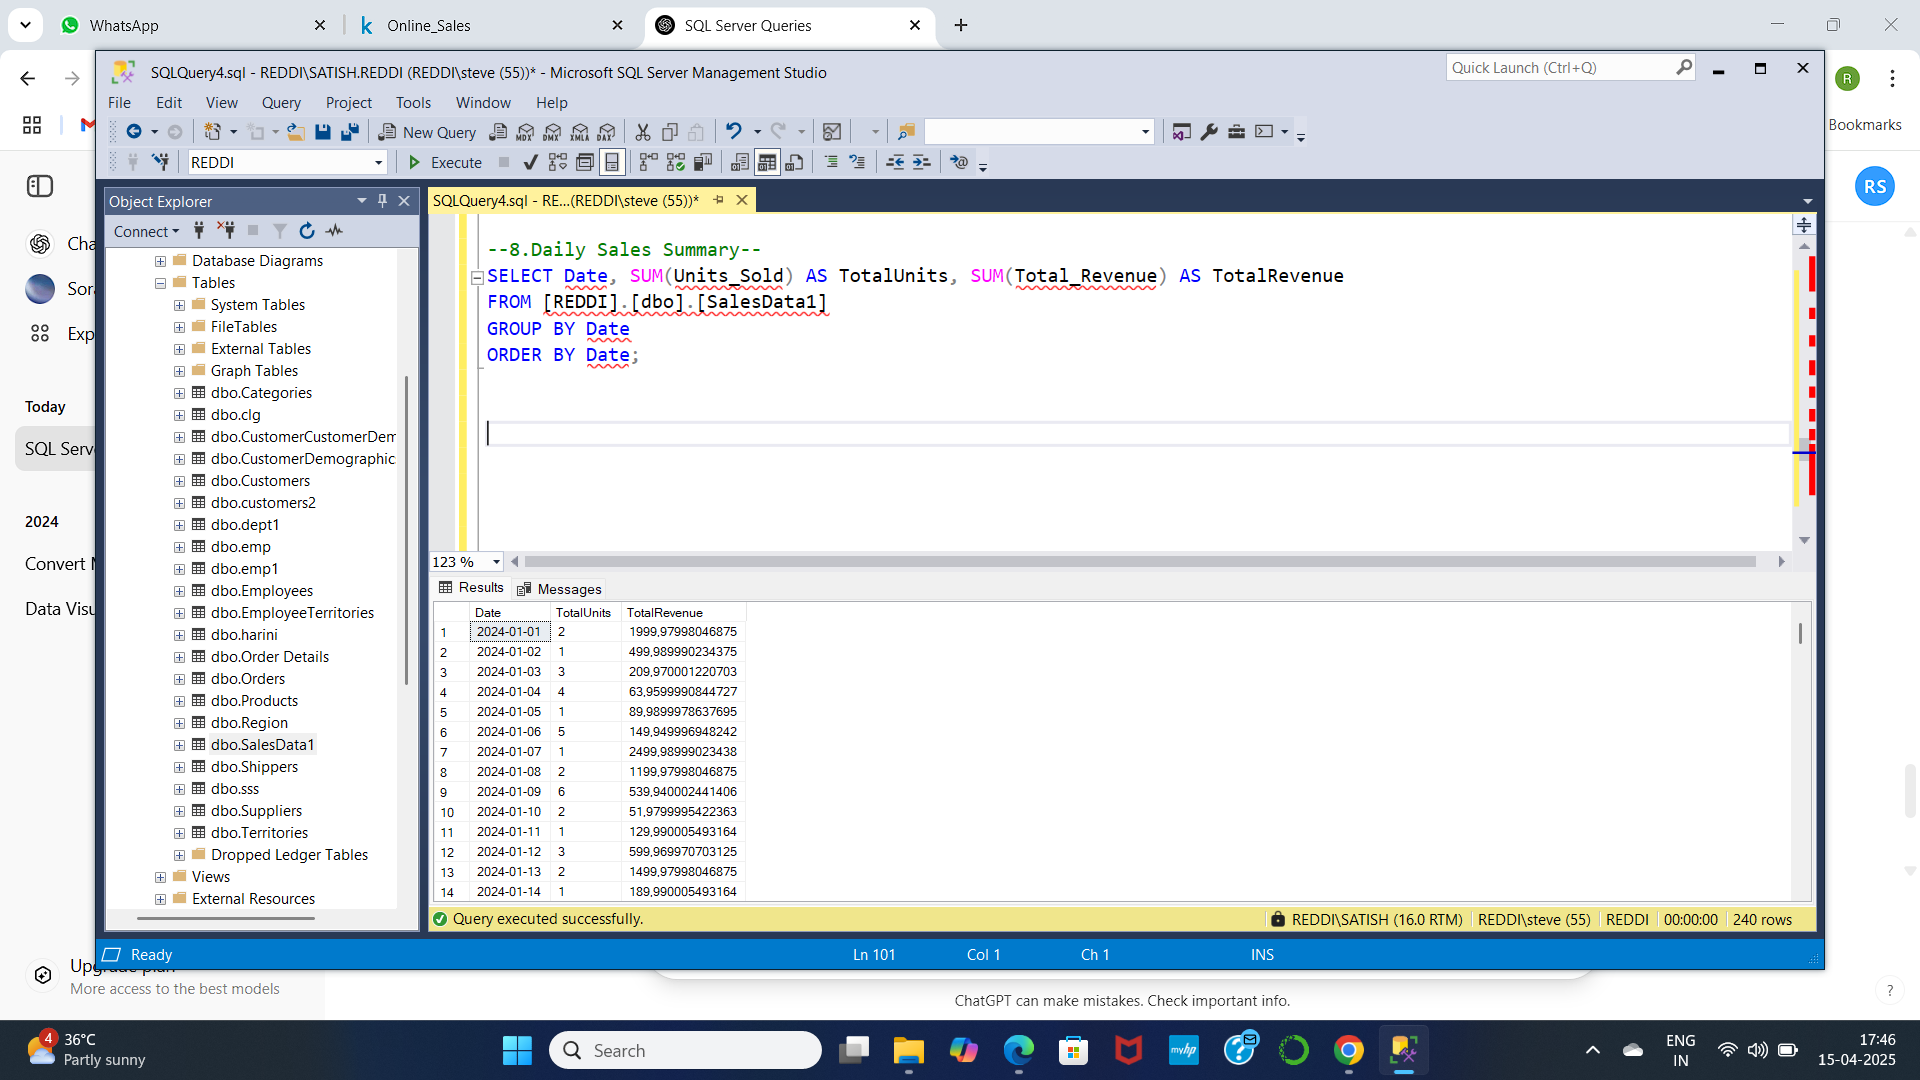 WhatsApp
Online_Sales
SQL Server Queries
SQLQuery4.sql - REDDI\SATISH.REDDI (REDDI\steve (55))* - Microsoft SQL Server Management Studio
Quick Launch (Ctrl+Q)
R
File Edit View Query Project Tools Window Help
Bookmarks
New Query MDX DMX XMLA DAX
REDDI
Execute
RS
Object Explorer
Connect
SQLQuery4.sql - RE...(REDDI\steve (55))*
Database Diagrams
Tables
System Tables
FileTables
External Tables
Graph Tables
dbo.Categories
dbo.clg
dbo.CustomerCustomerDem
dbo.CustomerDemographic
dbo.Customers
dbo.customers2
dbo.dept1
dbo.emp
dbo.emp1
dbo.Employees
dbo.EmployeeTerritories
dbo.harini
dbo.Order Details
dbo.Orders
dbo.Products
dbo.Region
dbo.SalesData1
dbo.Shippers
dbo.sss
dbo.Suppliers
dbo.Territories
Dropped Ledger Tables
Views
External Resources
Cha
Sora
Exp
Today
SQL Serve
2024
Convert M
Data Visu
Upgrade plan
More access to the best models
--8.Daily Sales Summary--
SELECT Date, SUM(Units_Sold) AS TotalUnits, SUM(Total_Revenue) AS TotalRevenue
FROM [REDDI].[dbo].[SalesData1]
GROUP BY Date
ORDER BY Date;
123 %
Results Messages
Date TotalUnits TotalRevenue
1 2024-01-01 2 1999,97998046875
2 2024-01-02 1 499,989990234375
3 2024-01-03 3 209,970001220703
4 2024-01-04 4 63,9599990844727
5 2024-01-05 1 89,9899978637695
6 2024-01-06 5 149,949996948242
7 2024-01-07 1 2499,98999023438
8 2024-01-08 2 1199,97998046875
9 2024-01-09 6 539,940002441406
10 2024-01-10 2 51,9799995422363
11 2024-01-11 1 129,990005493164
12 2024-01-12 3 599,969970703125
13 2024-01-13 2 1499,97998046875
14 2024-01-14 1 189,990005493164
Query executed successfully.
REDDI\SATISH (16.0 RTM) REDDI\steve (55) REDDI 00:00:00 240 rows
Ready
Ln 101 Col 1 Ch 1 INS
ChatGPT can make mistakes. Check important info.
?
4
36°C
Partly sunny
Search
myhp
ENG
IN
17:46
15-04-2025